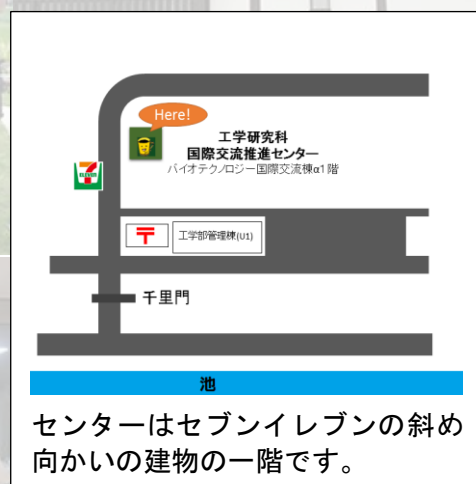 Here!
工学研究科
国際交流推進センター
バイオテクノロジー国際交流棟α1階
7
ELEVEN
〒
工学部管理棟(U1)
千里門
池
センターはセブンイレブンの斜め
向かいの建物の一階です。